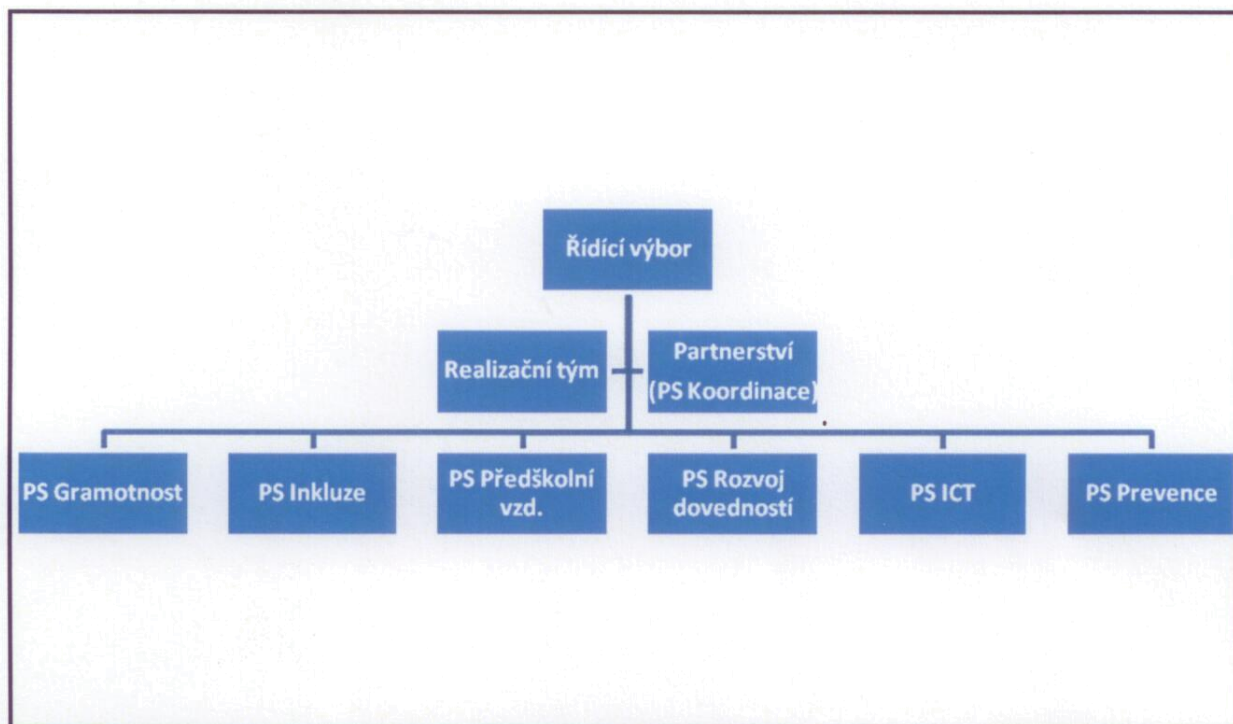 Řídící výbor
Realizační tým
Partnerství
(PS Koordinace)
PS Gramotnost
PS Inkluze
PS Předškolní
vzd.
PS Rozvoj
dovedností
PS ICT
PS Prevence